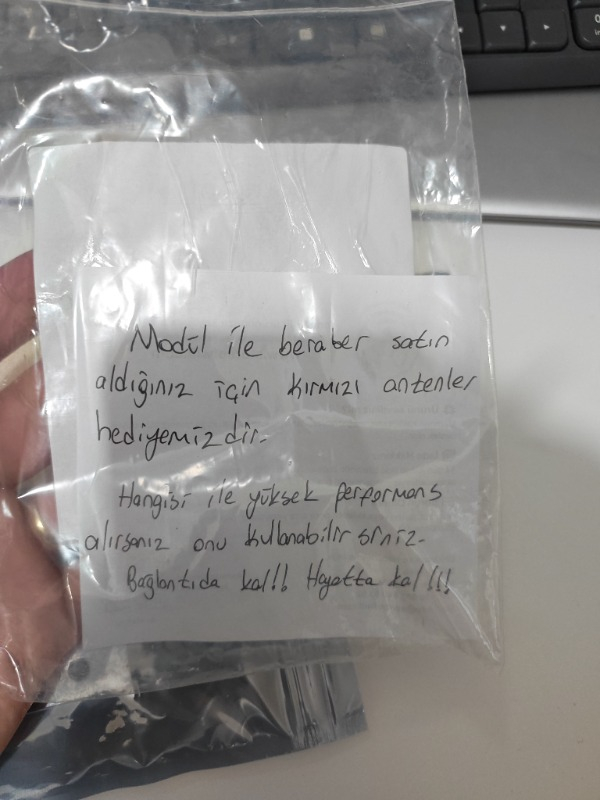 Modül ile beraber satın
aldığınız için kırmızı antenler
hediyemizdir.
Hangisi ile yüksek performans
alırsanız onu kullanabilirsiniz.
Bağlantıda kal!! Hayatta kal!!!